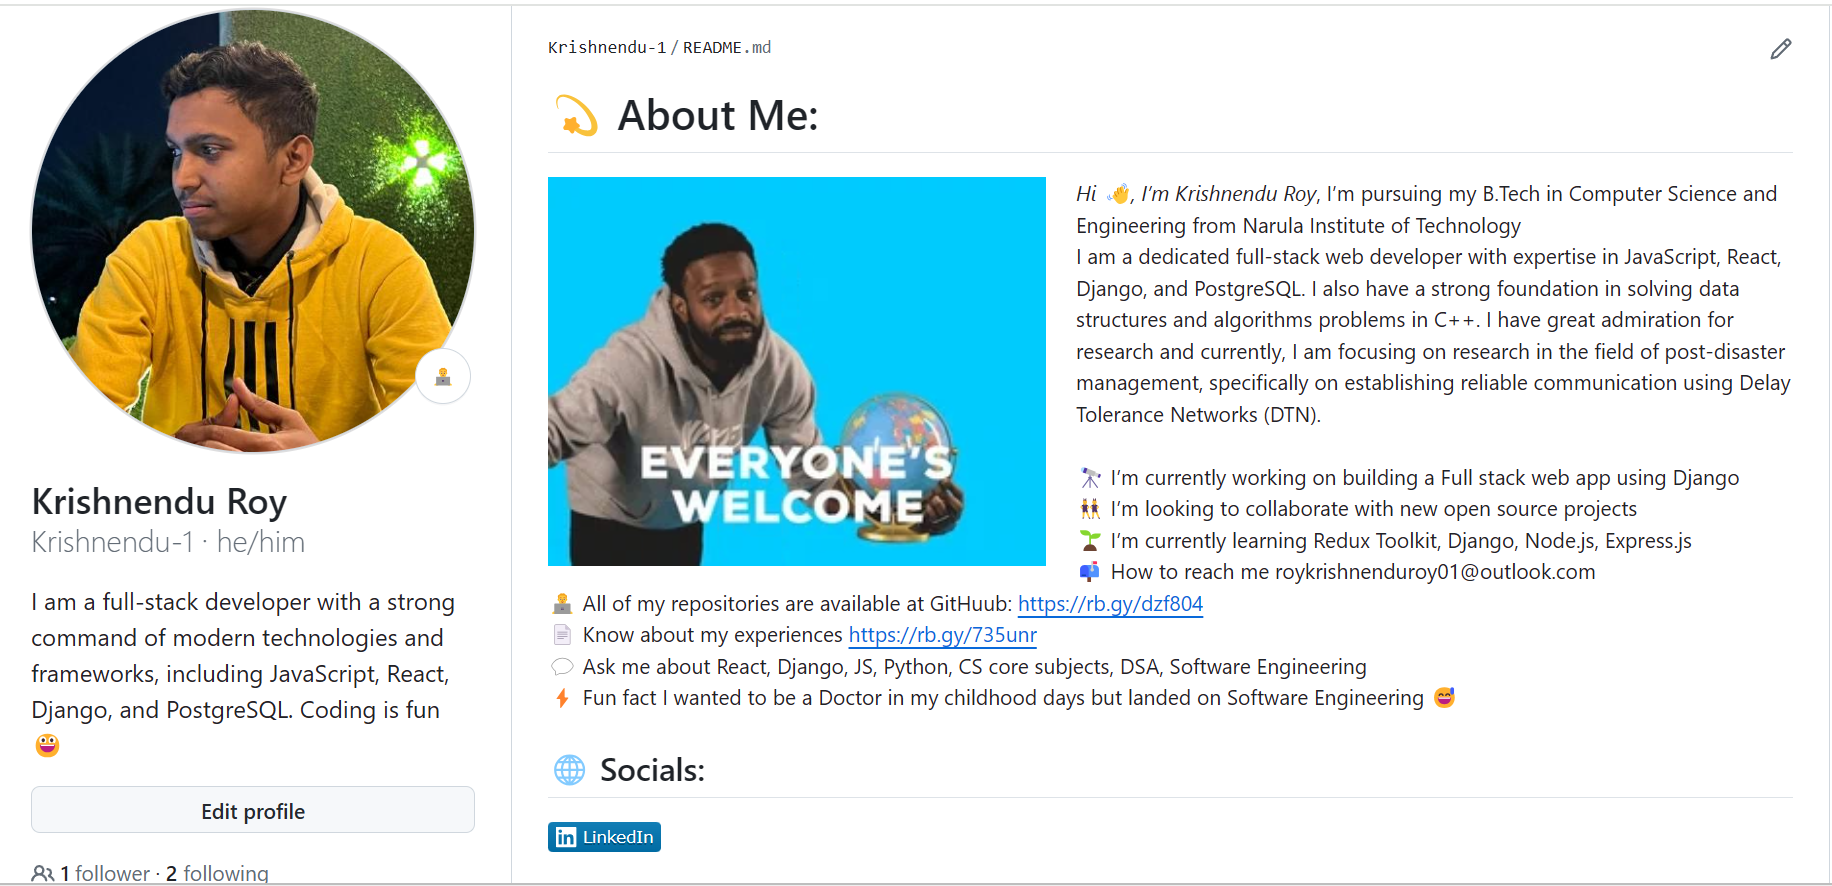 Krishnendu Roy
Krishnendu-1 · he/him
I am a full-stack developer with a strong
command of modern technologies and
frameworks, including JavaScript, React,
Django, and PostgreSQL. Coding is fun
😀
Edit profile
1 follower · 2 following
Krishnendu-1 / README.md
💫 About Me:
EVERYONE'S
WELCOME
Hi 👋, I'm Krishnendu Roy, I'm pursuing my B.Tech in Computer Science and
Engineering from Narula Institute of Technology
I am a dedicated full-stack web developer with expertise in JavaScript, React,
Django, and PostgreSQL. I also have a strong foundation in solving data
structures and algorithms problems in C++. I have great admiration for
research and currently, I am focusing on research in the field of post-disaster
management, specifically on establishing reliable communication using Delay
Tolerance Networks (DTN).
🔭 I'm currently working on building a Full stack web app using Django
👯 I'm looking to collaborate with new open source projects
🌱 I'm currently learning Redux Toolkit, Django, Node.js, Express.js
📫 How to reach me roykrishnenduroy01@outlook.com
👨‍💻 All of my repositories are available at GitHuub: https://rb.gy/dzf804
📄 Know about my experiences https://rb.gy/735unr
💬 Ask me about React, Django, JS, Python, CS core subjects, DSA, Software Engineering
⚡ Fun fact I wanted to be a Doctor in my childhood days but landed on Software Engineering 😅
🌐 Socials:
in LinkedIn